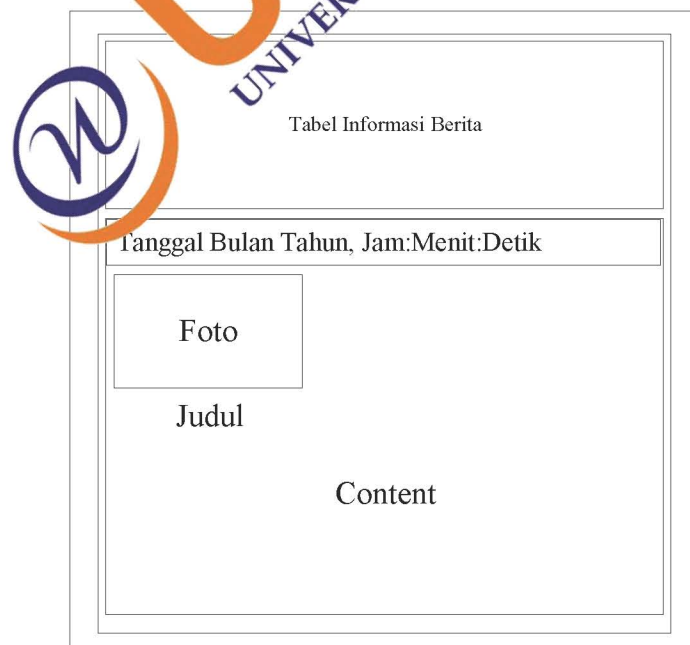 Tabel Informasi Berita
Tanggal Bulan Tahun, Jam:Menit:Detik
Foto
Judul
Content